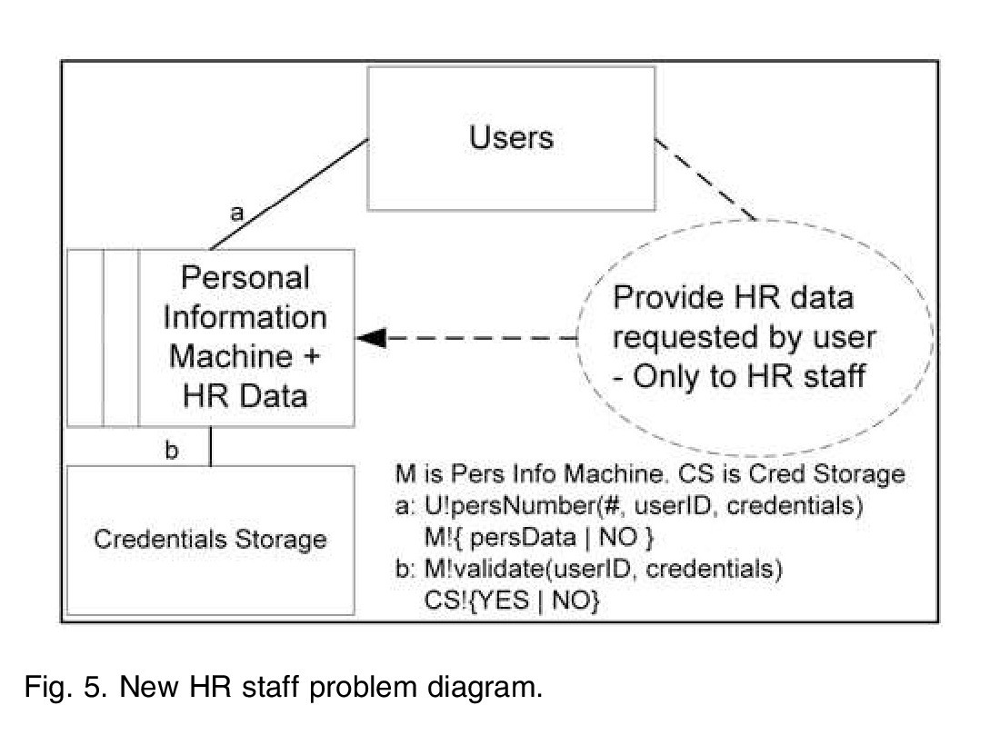 Users
a
Personal
Information
Machine +
HR Data
Provide HR data
requested by user
- Only to HR staff
b
Credentials Storage
M is Pers Info Machine. CS is Cred Storage
a: U!persNumber(#, userID, credentials)
M!{ persData | NO }
b: M!validate(userID, credentials)
CS!{YES | NO}
Fig. 5. New HR staff problem diagram.